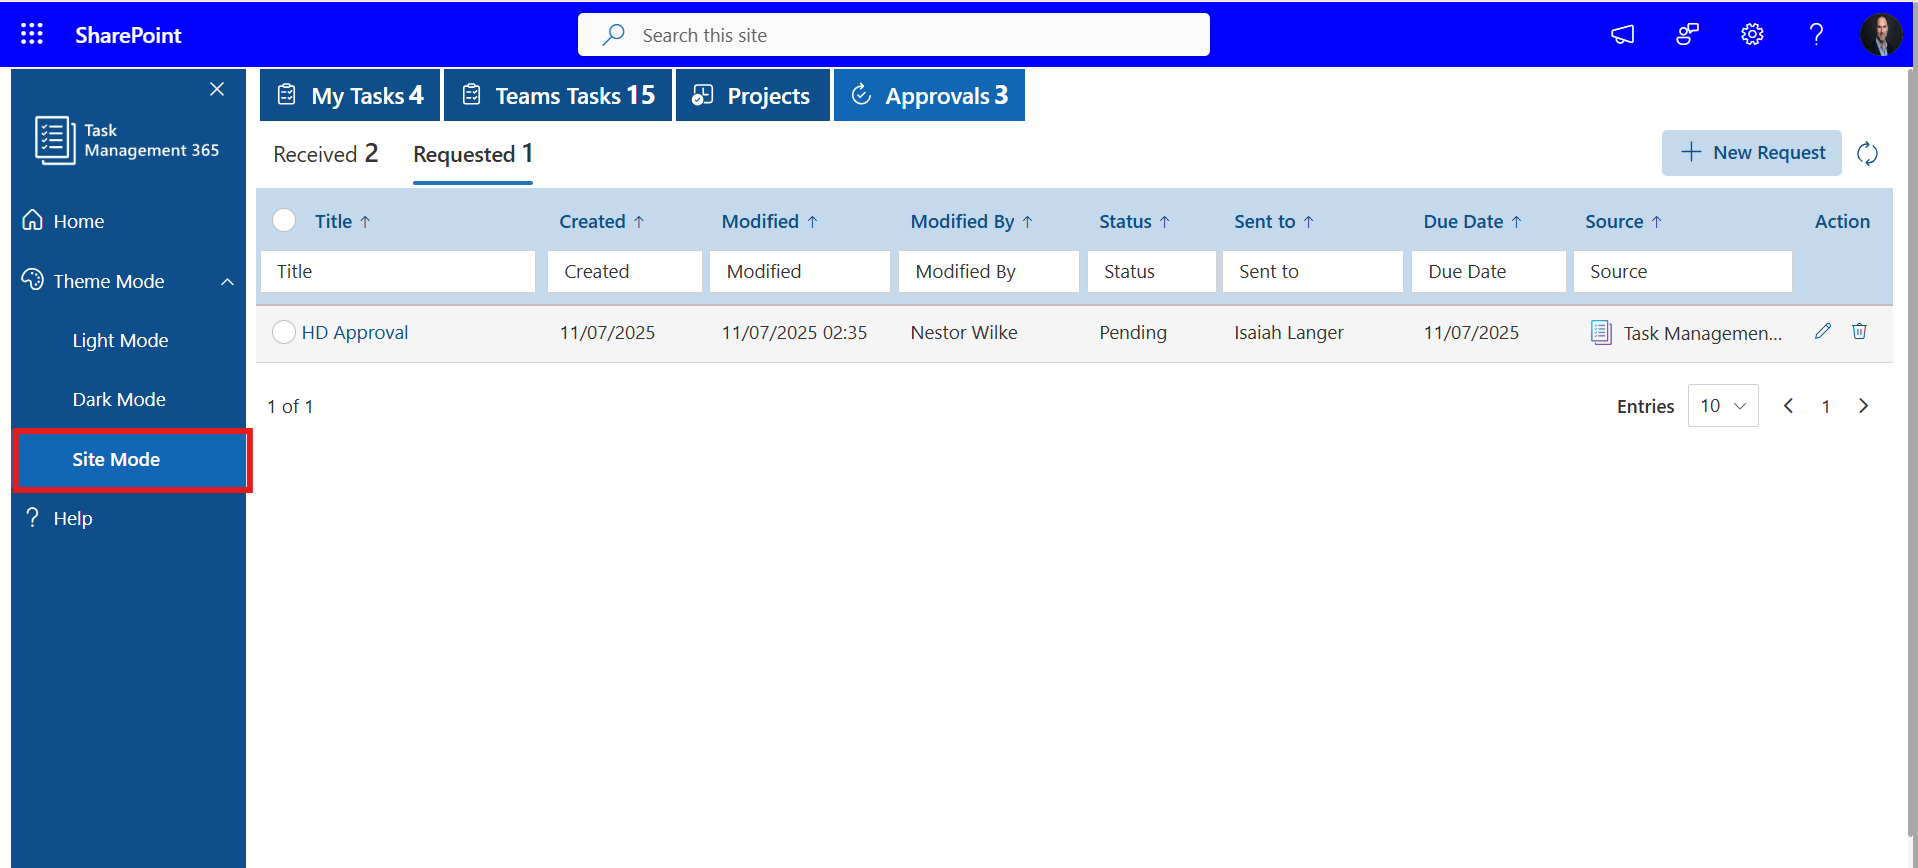 SharePoint
Search this site
Task
Management 365
Home
Theme Mode
Light Mode
Dark Mode
Site Mode
Help
My Tasks 4
Teams Tasks 15
Projects
Approvals 3
Received 2
Requested 1
New Request
Title Created Modified Modified By Status Sent to Due Date Source Action
Title Created Modified Modified By Status Sent to Due Date Source
HD Approval 11/07/2025 11/07/2025 02:35 Nestor Wilke Pending Isaiah Langer 11/07/2025 Task Managemen...
1 of 1
Entries 10 1